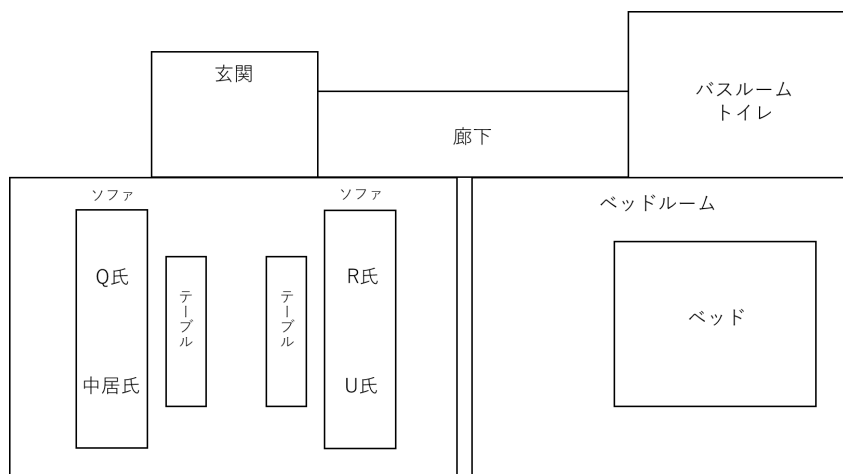 玄関
バスルーム
トイレ
廊下
ソファ
ソファ
ベッドルーム
Q氏
テーブル
テーブル
R氏
ベッド
中居氏
U氏